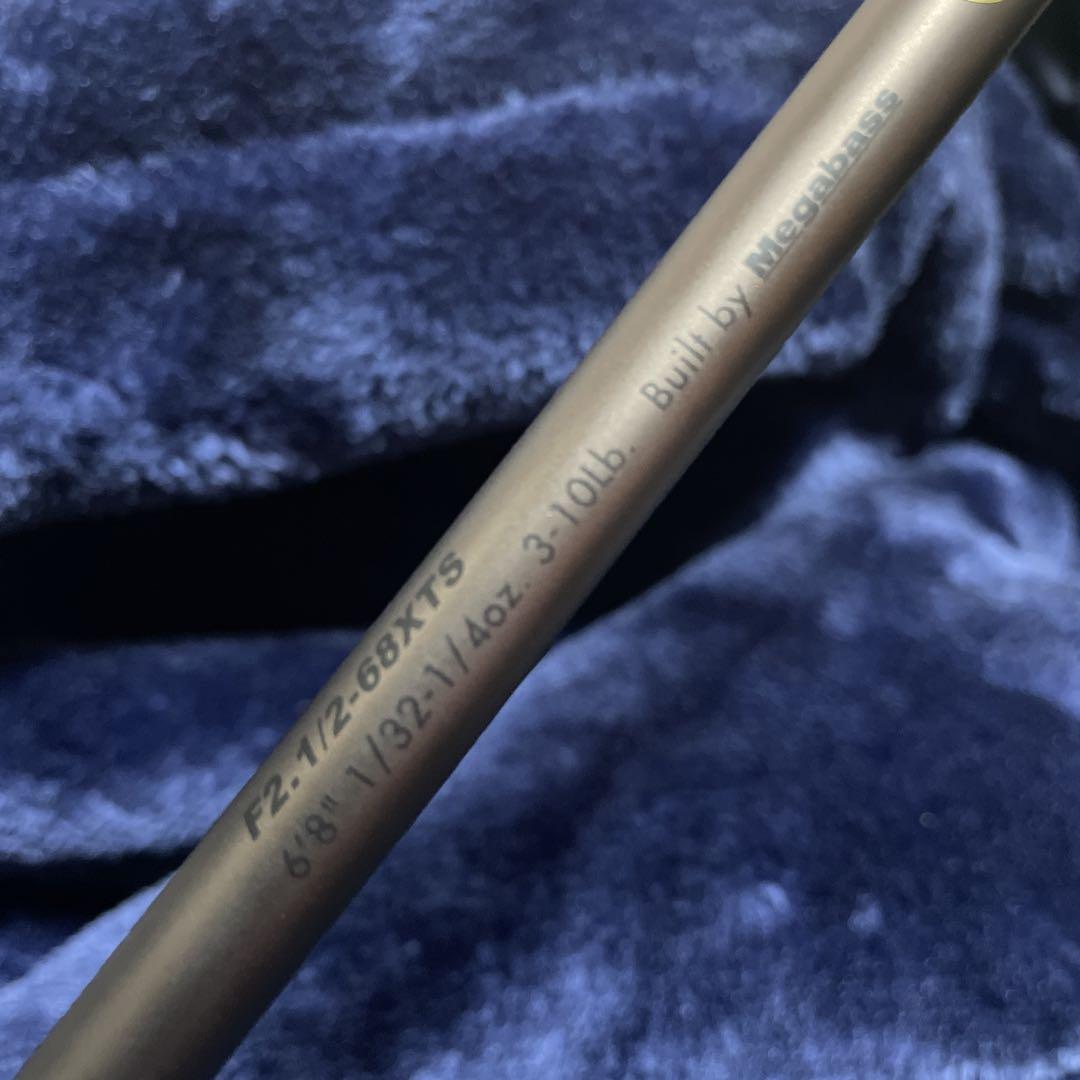 F2.1/2-68XTS
6'8" 1/32-1/4oz. 3-10Lb. Built by Megabass